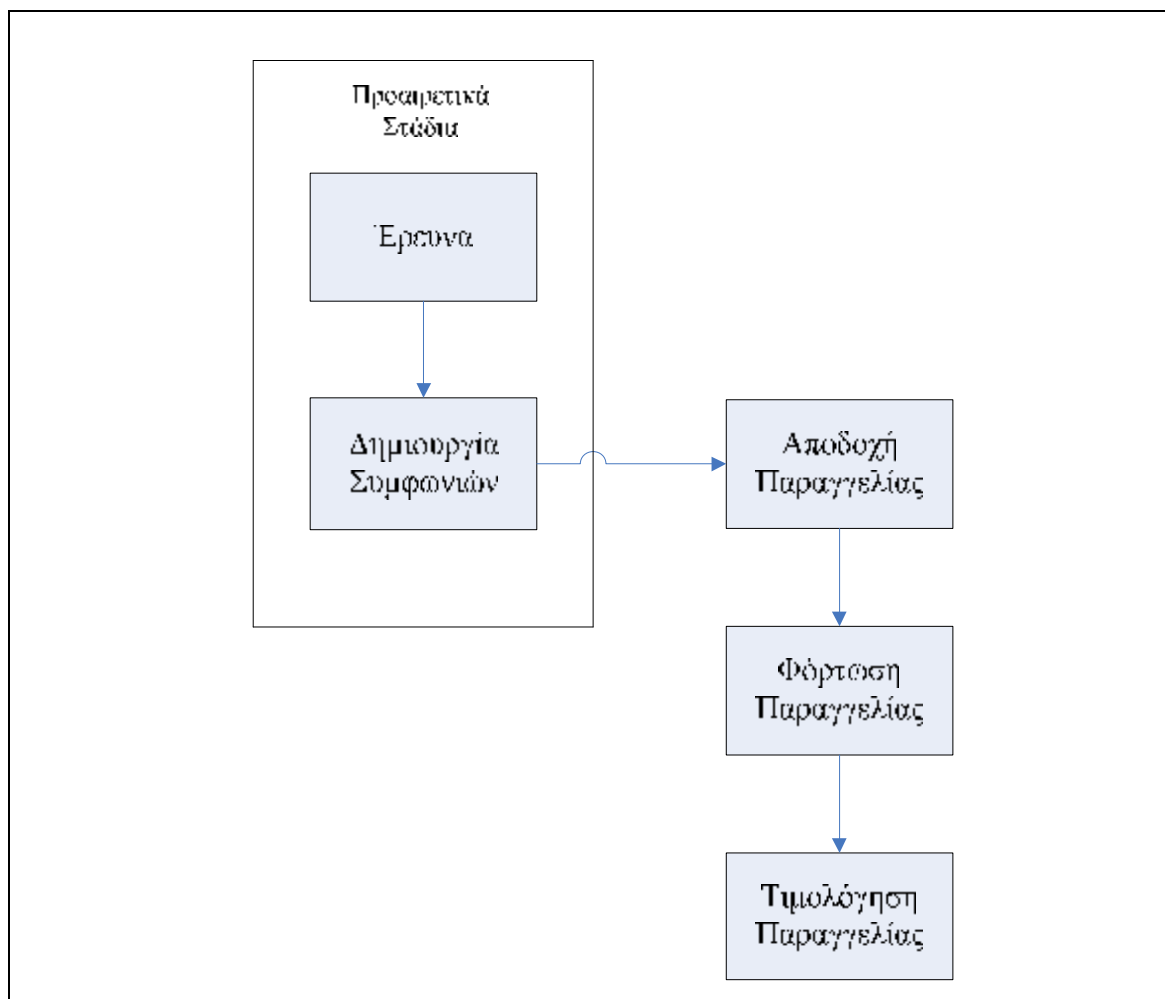 Προαιρετικά
Στάδια
Έρευνα
Δημιουργία
Συμφωνιών
Αποδοχή
Παραγγελίας
Φόρτωση
Παραγγελίας
Τιμολόγηση
Παραγγελίας